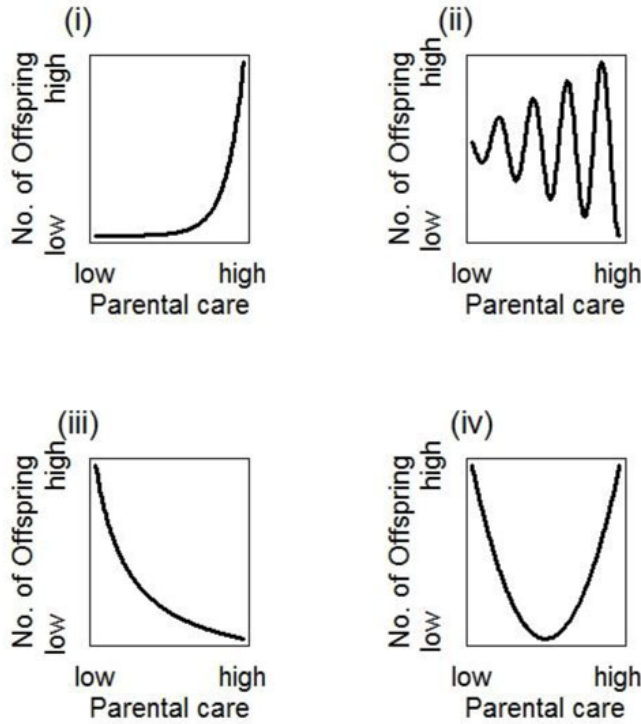 (i)
No. of Offspring
low high
low high
Parental care
(ii)
No. of Offspring
low high
low high
Parental care
(iii)
No. of Offspring
low high
low high
Parental care
(iv)
No. of Offspring
low high
low high
Parental care